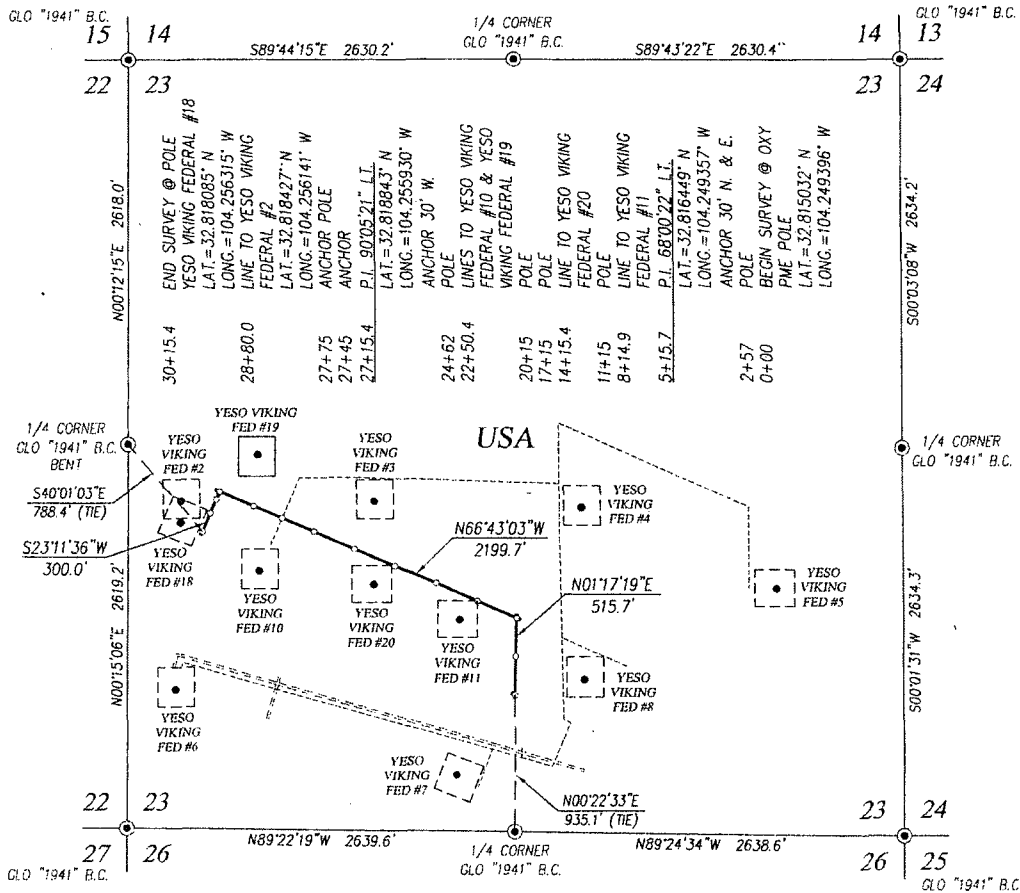 GLO "1941" B.C.
1/4 CORNER
GLO "1941" B.C.
GLO "1941" B.C.
15 14
14 13
S89°44'15"E 2630.2'
S89°43'22"E 2630.4'
22 23
23 24
N00°12'15"E 2618.0'
30+15.4 END SURVEY @ POLE
YESO VIKING FEDERAL #18
LAT.=32.818085° N
LONG.=104.256315° W
28+80.0 LINE TO YESO VIKING
FEDERAL #2
LAT.=32.818427° N
LONG.=104.256141° W
27+75 ANCHOR POLE
27+45 ANCHOR
27+15.4 P.I. 90°05'21" LT.
LAT.=32.818843° N
LONG.=104.255930° W
ANCHOR 30' W.
24+62 POLE
22+50.4 LINES TO YESO VIKING
FEDERAL #10 & YESO
VIKING FEDERAL #19
20+15 POLE
17+15 POLE
14+15.4 LINE TO YESO VIKING
FEDERAL #20
11+15 POLE
8+14.9 LINE TO YESO VIKING
FEDERAL #11
5+15.7 P.I. 68°00'22" LT.
LAT.=32.816449° N
LONG.=104.249357° W
ANCHOR 30' N. & E.
2+57 POLE
0+00 BEGIN SURVEY @ OXY
PME POLE
LAT.=32.815032° N
LONG.=104.249396° W
S00°03'08"W 2634.2'
1/4 CORNER
GLO "1941" B.C.
BENT
YESO
VIKING
FED #2
YESO VIKING
FED #19
YESO
VIKING
FED #3
USA
1/4 CORNER
GLO "1941" B.C.
S40°01'03"E
788.4' (TIE)
S23°11'36"W
300.0'
YESO
VIKING
FED #4
N66°43'03"W
2199.7'
N01°17'19"E
515.7'
YESO
VIKING
FED #5
YESO
VIKING
FED #18
YESO
VIKING
FED #10
YESO
VIKING
FED #20
YESO
VIKING
FED #11
YESO
VIKING
FED #8
N00°15'06"E 2619.2'
S00°01'31"W 2634.3'
YESO
VIKING
FED #6
YESO
VIKING
FED #7
N00°22'33"E
935.1' (TIE)
22 23
23 24
N89°22'19"W 2639.6'
N89°24'34"W 2638.6'
27 26
26 25
GLO "1941" B.C.
1/4 CORNER
GLO "1941" B.C.
GLO "1941" B.C.